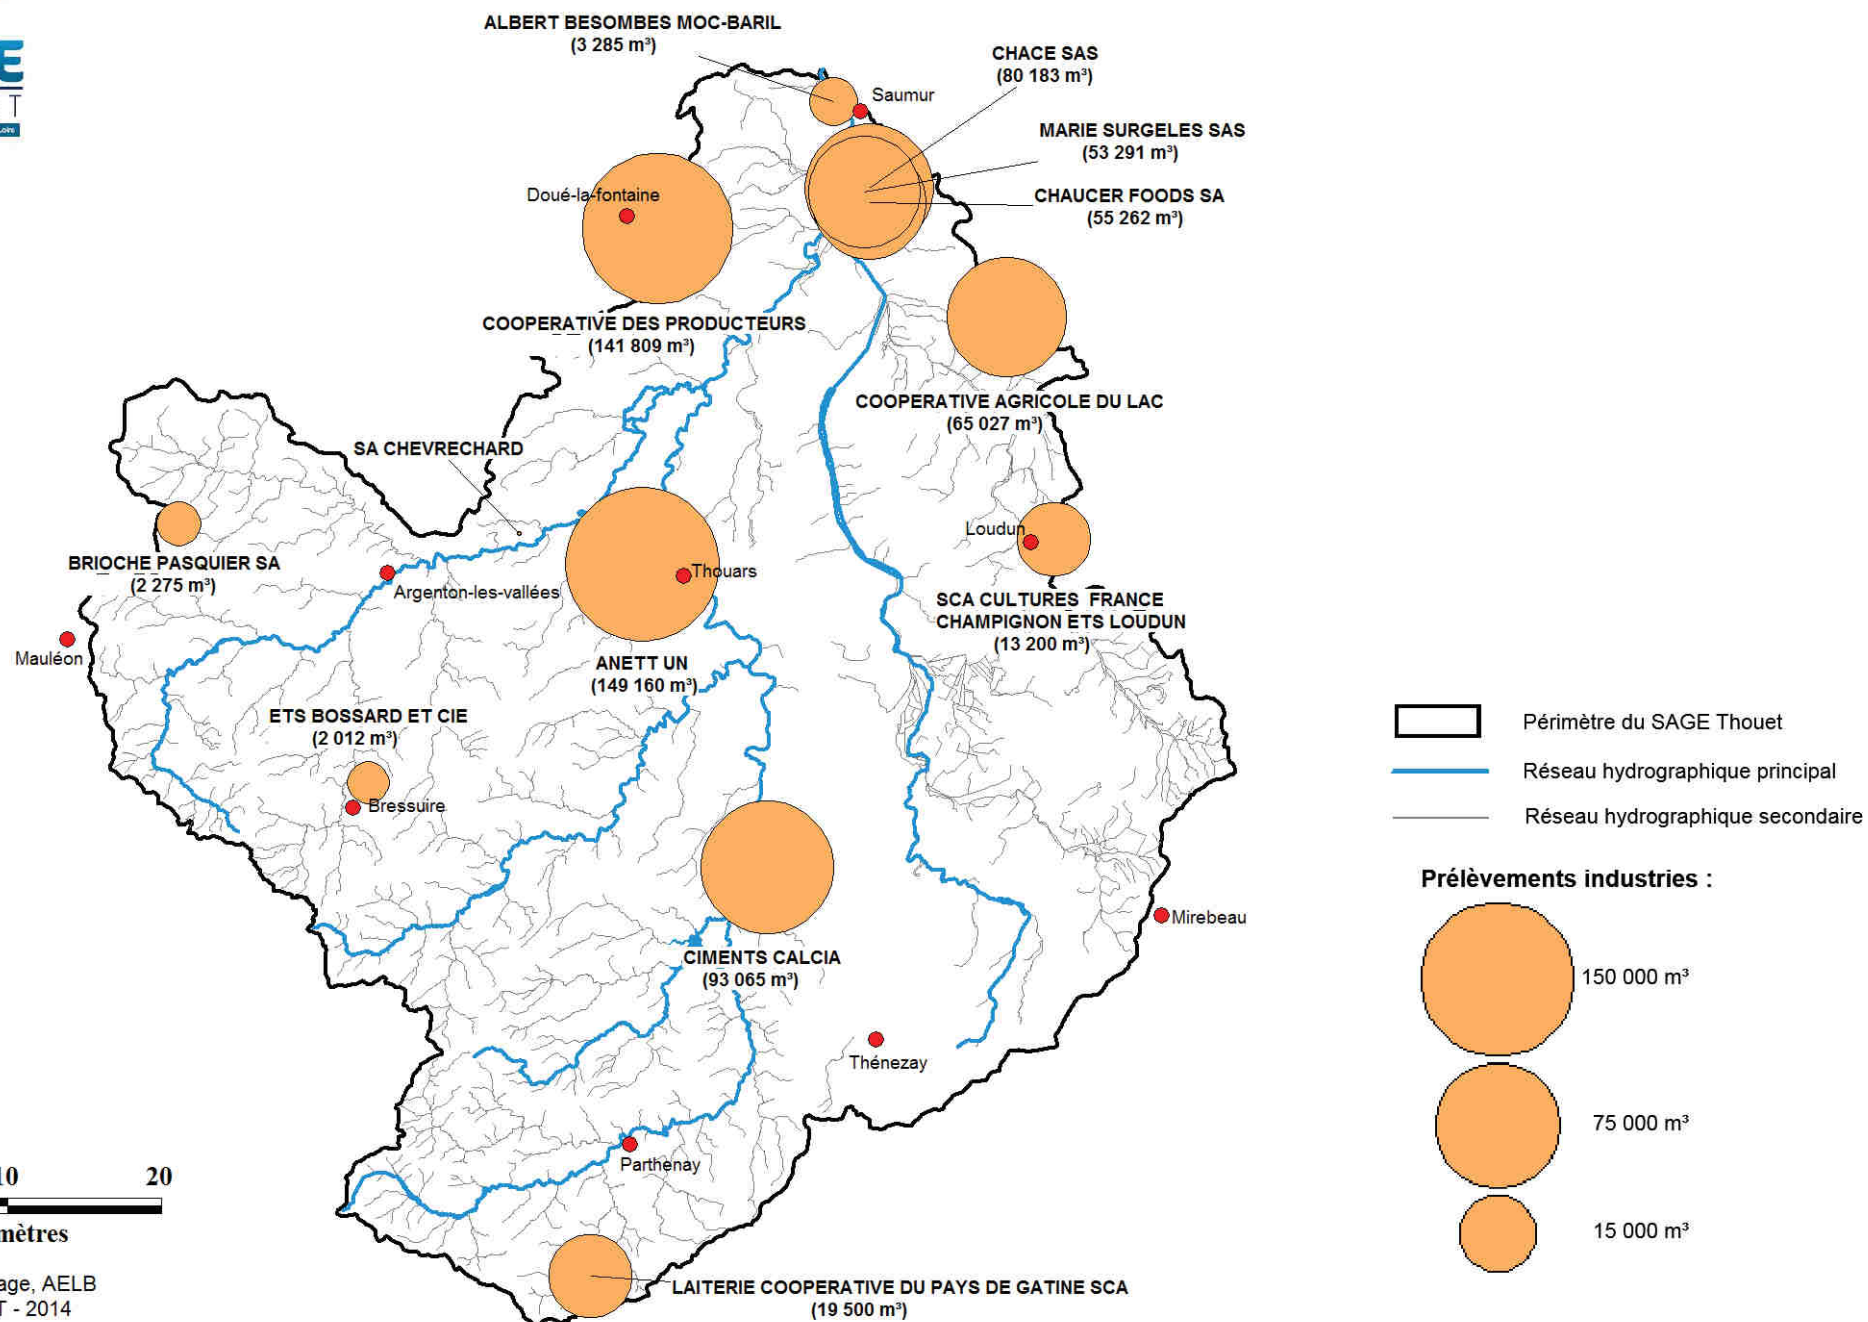 E
T
Loire
ALBERT BESOMBES MOC-BARIL
(3 285 m³)
CHACE SAS
(80 183 m³)
Saumur
MARIE SURGELES SAS
(53 291 m³)
Doué-la-fontaine
CHAUCER FOODS SA
(55 262 m³)
COOPERATIVE DES PRODUCTEURS
(141 809 m³)
COOPERATIVE AGRICOLE DU LAC
(65 027 m³)
SA CHEVRECHARD
Loudun
BRIOCHE PASQUIER SA
(2 275 m³)
Thouars
Argenton-les-vallées
SCA CULTURES FRANCE
CHAMPIGNON ETS LOUDUN
(13 200 m³)
Mauléon
ANETT UN
(149 160 m³)
ETS BOSSARD ET CIE
(2 012 m³)
Bressuire
Périmètre du SAGE Thouet
Réseau hydrographique principal
Réseau hydrographique secondaire
Prélèvements industries :
150 000 m³
75 000 m³
15 000 m³
Mirebeau
CIMENTS CALCIA
(93 065 m³)
Thénezay
Parthenay
10 20
mètres
age, AELB
T - 2014
LAITERIE COOPERATIVE DU PAYS DE GATINE SCA
(19 500 m³)